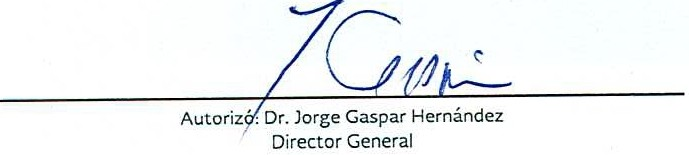 Autorizó: Dr. Jorge Gaspar Hernández
Director General